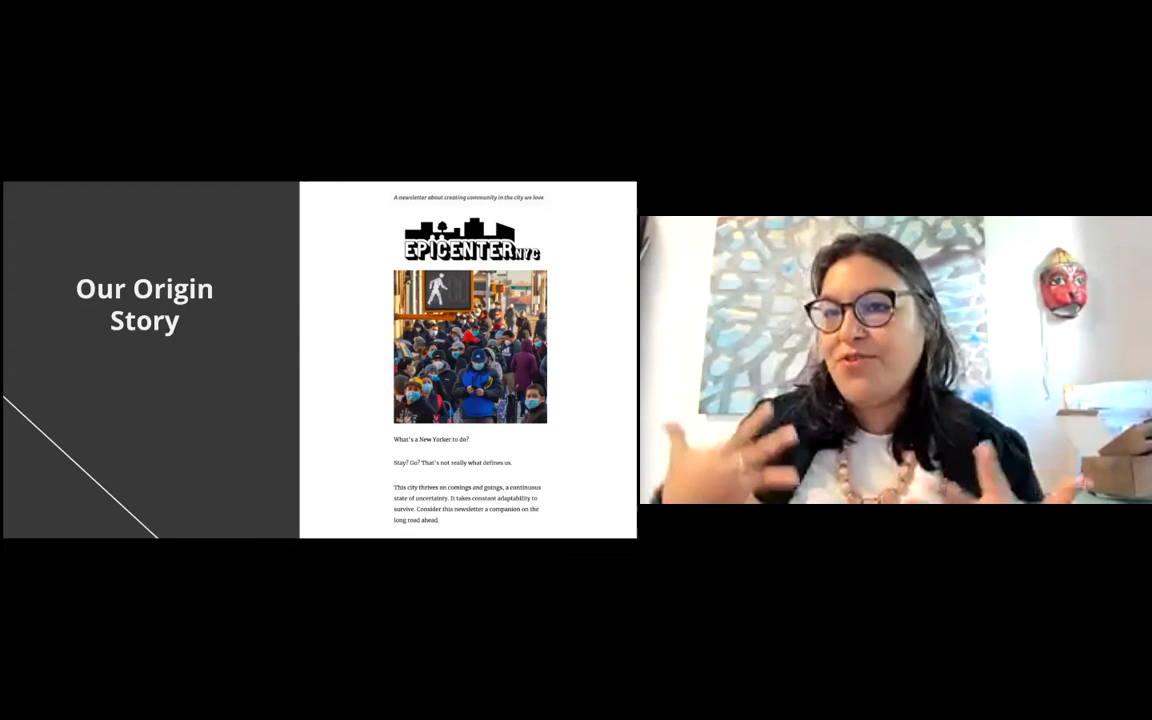 Our Origin
Story
A newsletter about creating community in the city we love
EPICENTERNYC
What's a New Yorker to do?
Stay? Go? That's not really what defines us.
This city thrives on comings and goings, a continuous
state of uncertainty. It takes constant adaptability to
survive. Consider this newsletter a companion on the
long road ahead.